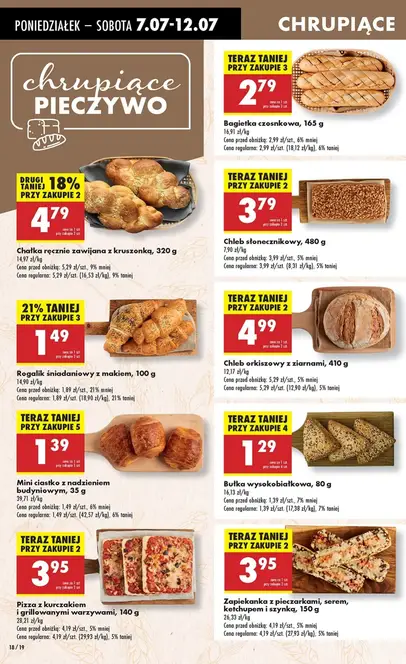 PONIEDZIAŁEK – SOBOTA 7.07-12.07
CHRUPIĄCE
chrupiące
PIECZYWO
TERAZ TANIEJ
PRZY ZAKUPIE 3
2 79
Bagietka czosnkowa, 165 g
16,91 zł/kg
Cena przed obniżką: 2,99 zł/szt., 6% mniej
Cena regularna: 2,99 zł/szt. (18,12 zł/kg), 6% taniej
DRUGI TANIEJ 18%
PRZY ZAKUPIE 2
4 79
Chałka ręcznie zawijana z kruszonką, 320 g
14,97 zł/kg
Cena przed obniżką: 5,29 zł/szt., 9% mniej
Cena regularna: 5,29 zł/szt. (16,53 zł/kg), 9% taniej
TERAZ TANIEJ
PRZY ZAKUPIE 2
3 79
Chleb słonecznikowy, 480 g
7,90 zł/kg
Cena przed obniżką: 3,99 zł/szt., 5% mniej
Cena regularna: 3,99 zł/szt. (8,31 zł/kg), 5% taniej
21% TANIEJ
PRZY ZAKUPIE 3
1 49
Rogalik śniadaniowy z makiem, 100 g
14,90 zł/kg
Cena przed obniżką: 1,89 zł/szt., 21% mniej
Cena regularna: 1,89 zł/szt. (18,90 zł/kg), 21% taniej
TERAZ TANIEJ
PRZY ZAKUPIE 2
4 99
Chleb orkiszowy z ziarnami, 410 g
12,17 zł/kg
Cena przed obniżką: 5,29 zł/szt., 5% mniej
Cena regularna: 5,29 zł/szt. (12,90 zł/kg), 5% taniej
TERAZ TANIEJ
PRZY ZAKUPIE 5
1 39
Mini ciastko z nadzieniem
budyniowym, 35 g
39,71 zł/kg
Cena przed obniżką: 1,49 zł/szt., 6% mniej
Cena regularna: 1,49 zł/szt. (42,57 zł/kg), 6% taniej
TERAZ TANIEJ
PRZY ZAKUPIE 4
1 29
Bułka wysokobiałkowa, 80 g
16,13 zł/kg
Cena przed obniżką: 1,39 zł/szt., 7% mniej
Cena regularna: 1,39 zł/szt. (17,38 zł/kg), 7% taniej
TERAZ TANIEJ
PRZY ZAKUPIE 2
3 95
Pizza z kurczakiem
i grillowanymi warzywami, 140 g
28,21 zł/kg
Cena przed obniżką: 4,19 zł/szt., 5% mniej
Cena regularna: 4,19 zł/szt. (29,93 zł/kg), 5% taniej
TERAZ TANIEJ
PRZY ZAKUPIE 2
3 95
Zapiekanka z pieczarkami, serem,
ketchupem i szynką, 150 g
26,33 zł/kg
Cena przed obniżką: 4,19 zł/szt., 5% mniej
Cena regularna: 4,19 zł/szt. (27,93 zł/kg), 5% taniej
18 / 19